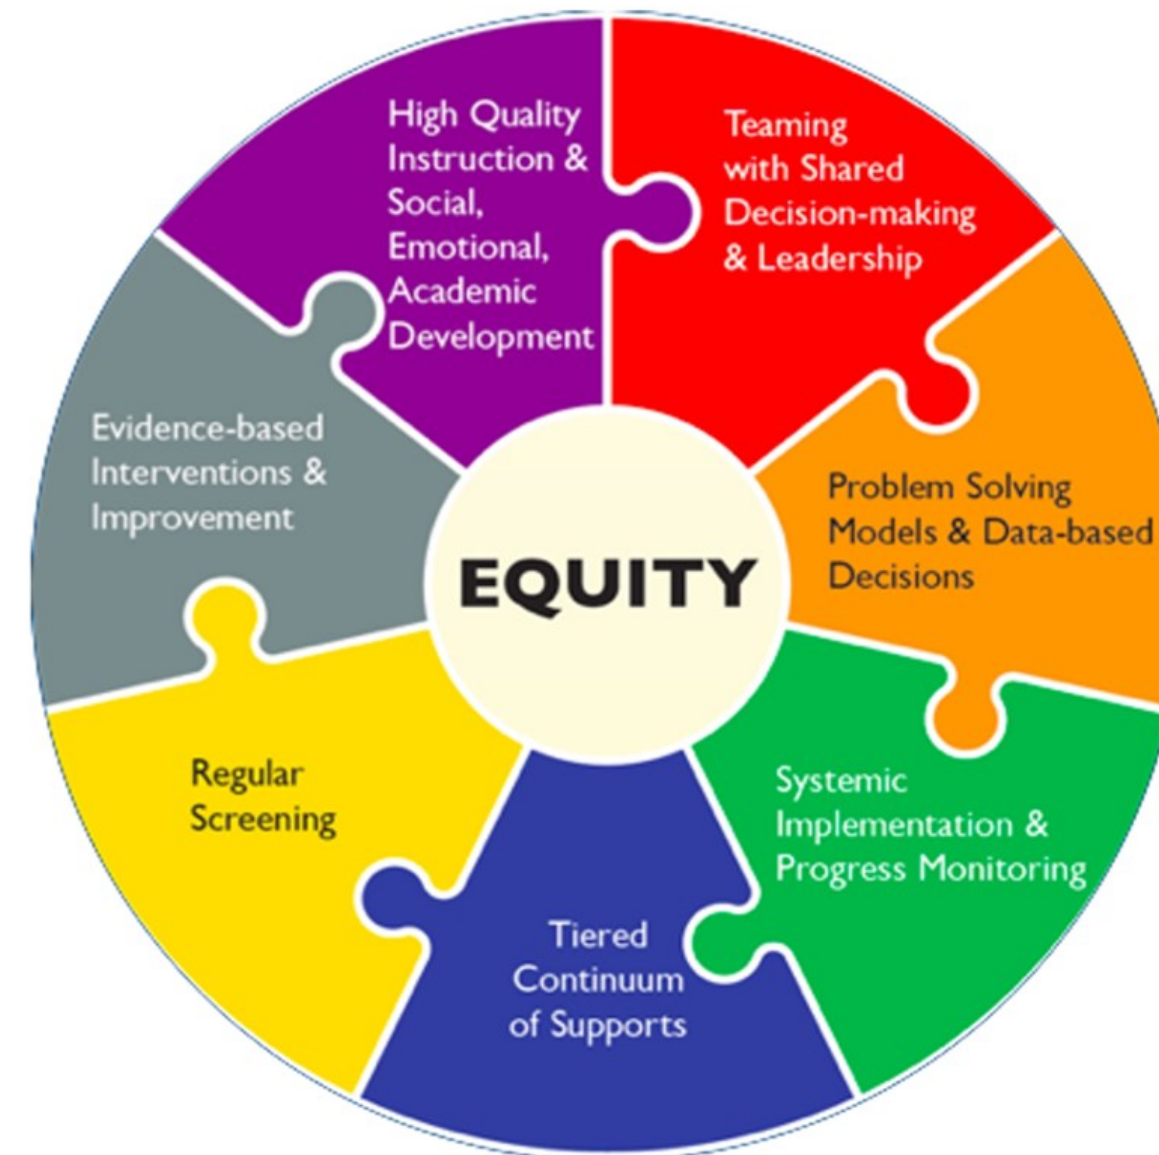 High Quality
Instruction &
Social,
Emotional,
Academic
Development
Teaming
with Shared
Decision-making
& Leadership
Problem Solving
Models & Data-based
Decisions
Systemic
Implementation &
Progress Monitoring
Tiered
Continuum
of Supports
Regular
Screening
Evidence-based
Interventions &
Improvement
EQUITY